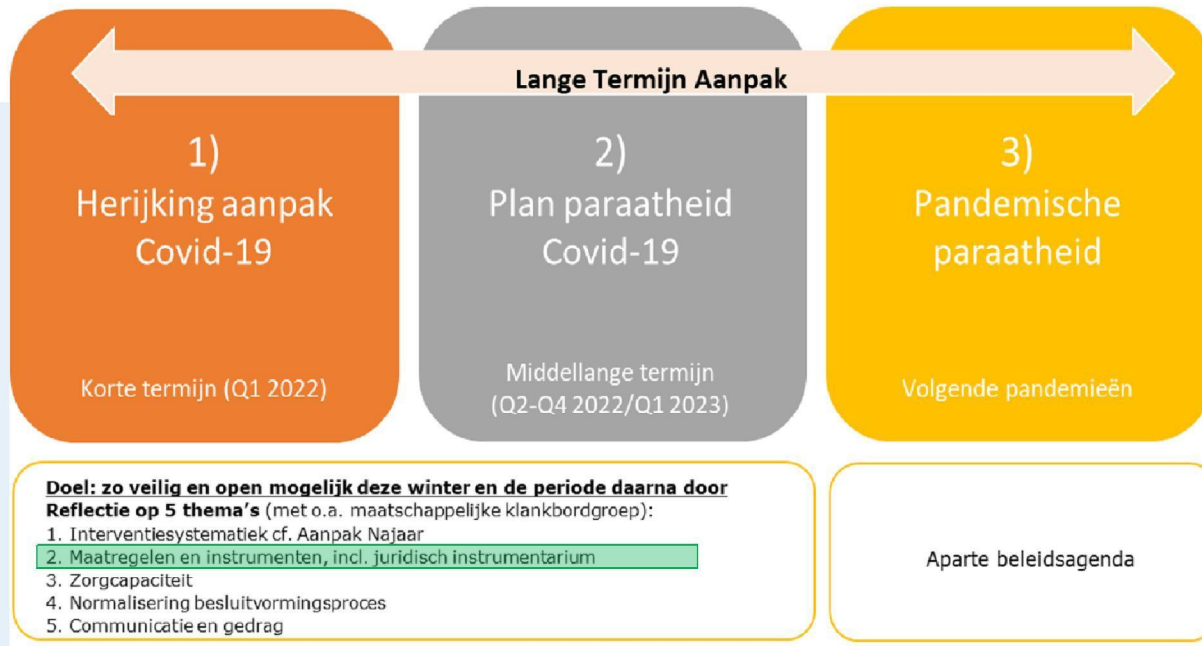 Lange Termijn Aanpak
1)
Herijking aanpak
Covid-19
Korte termijn (Q1 2022)
2)
Plan paraatheid
Covid-19
Middellange termijn
(Q2-Q4 2022/Q1 2023)
3)
Pandemische
paraatheid
Volgende pandemieën
Doel: zo veilig en open mogelijk deze winter en de periode daarna door
Reflectie op 5 thema's (met o.a. maatschappelijke klankbordgroep):
1. Interventiesystematiek cf. Aanpak Najaar
2. Maatregelen en instrumenten, incl. juridisch instrumentarium
3. Zorgcapaciteit
4. Normalisering besluitvormingsproces
5. Communicatie en gedrag
Aparte beleidsagenda